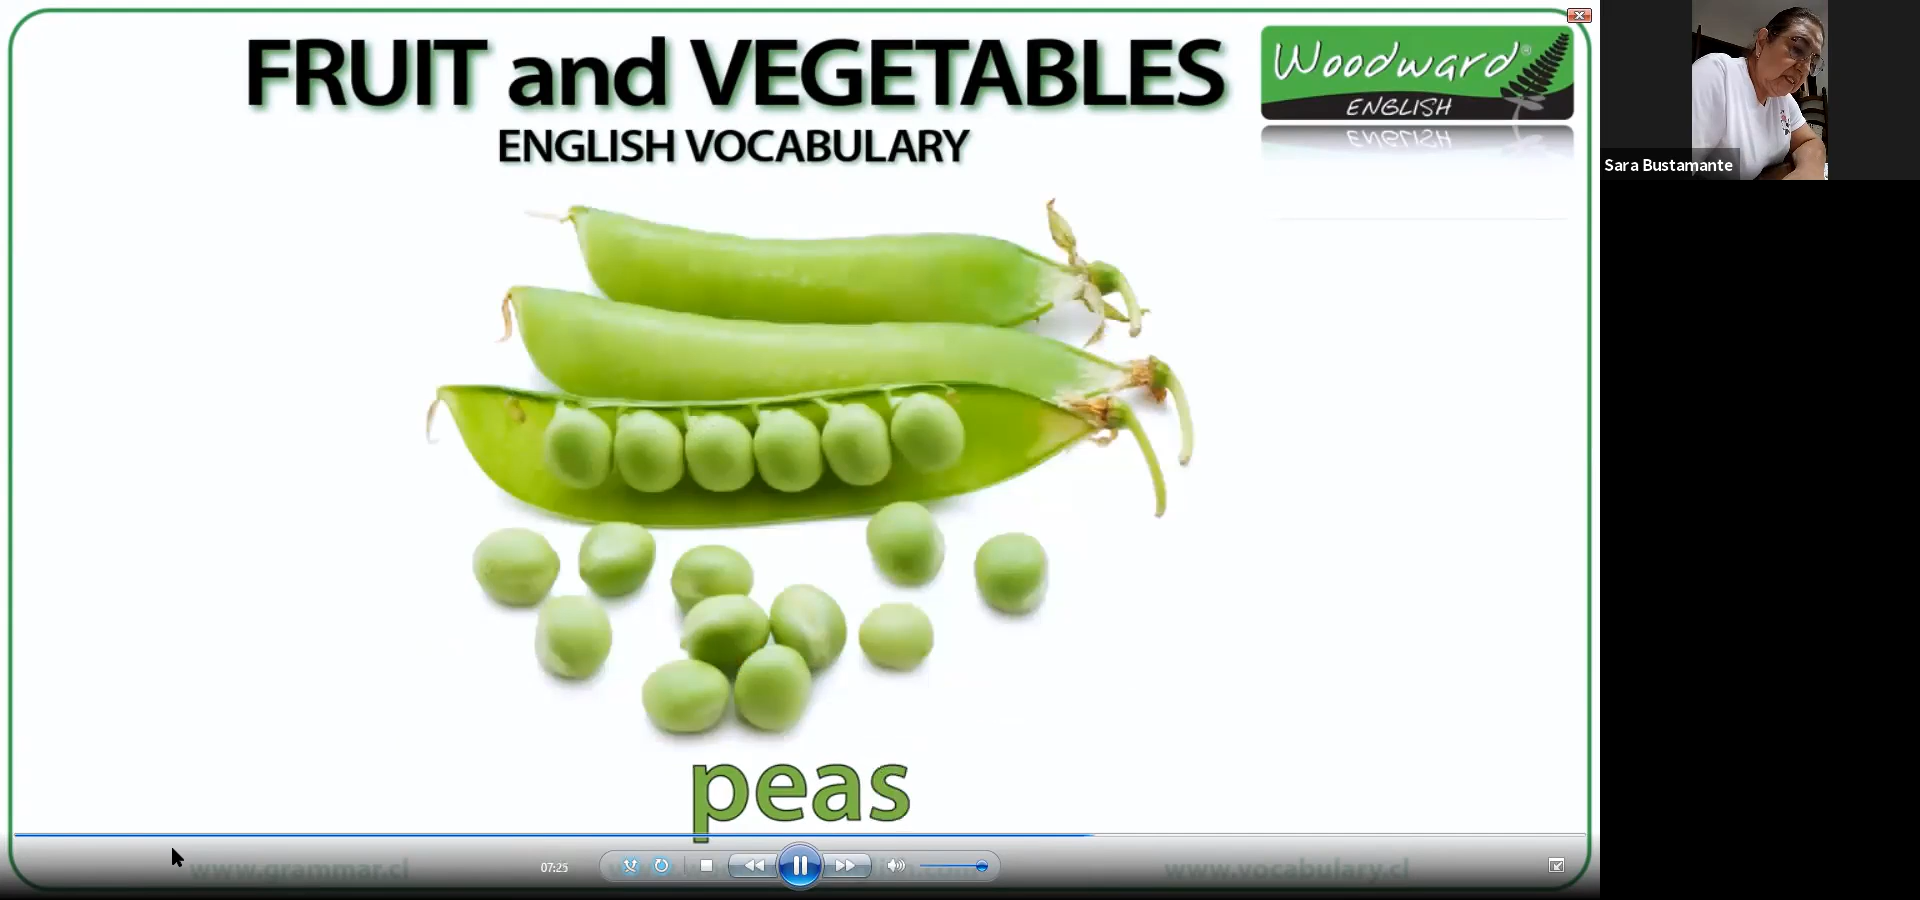 FRUIT and VEGETABLES
ENGLISH VOCABULARY
Woodward®
ENGLISH
Sara Bustamante
peas
07:25
www.grammar.cl
www.vocabulary.cl